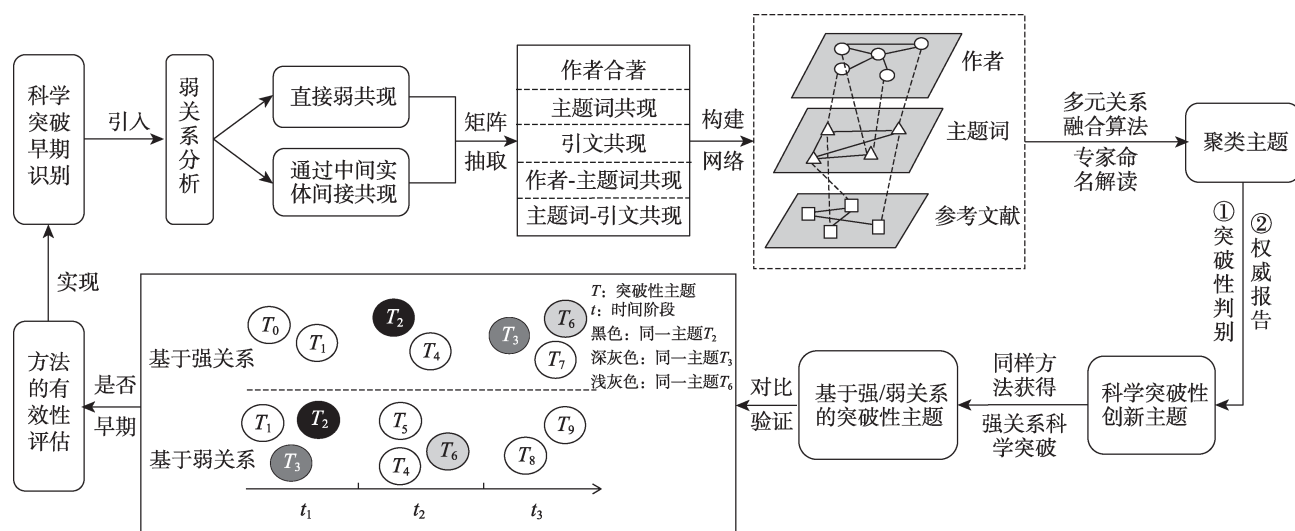 科学
突破
早期
识别
引入
弱关系分析
直接弱共现
通过中间实
体间接共现
矩阵
抽取
作者合著
主题词共现
引文共现
作者-主题词共现
主题词-引文共现
构建
网络
作者
主题词
参考文献
多元关系
融合算法
专家命
名解读
聚类主题
①突破性判别
②权威报告
科学突破性
创新主题
同样方
法获得
强关系科
学突破
基于强/弱关系
的突破性主题
对比
验证
T：突破性主题
t：时间阶段
黑色：同一主题T₂
深灰色：同一主题T₃
浅灰色：同一主题T₆
基于强关系
T₀
T₁
T₂
T₄
T₃
T₆
T₇
基于弱关系
T₁
T₂
T₃
T₅
T₄
T₆
T₉
T₈
t₁
t₂
t₃
是否
早期
方法
的有
效性
评估
实现